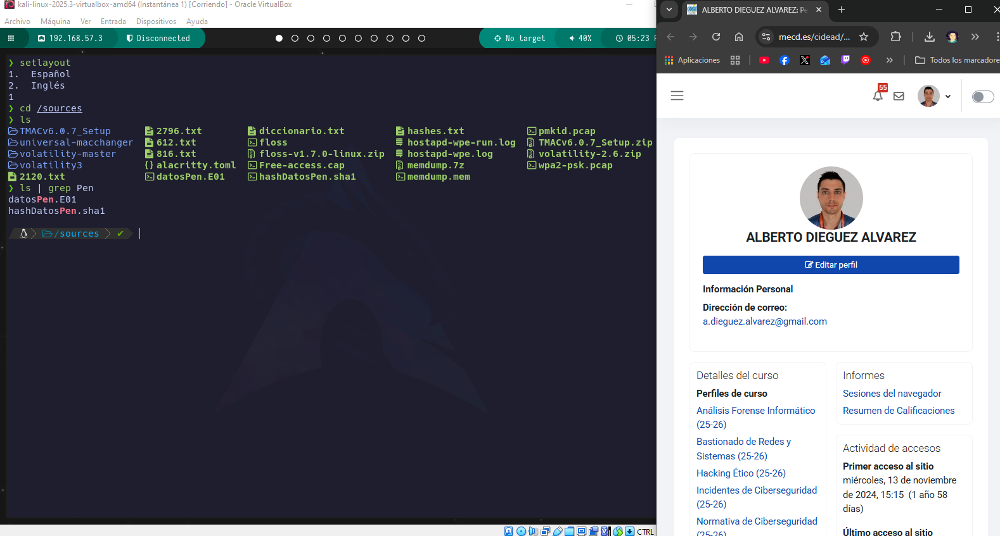 kali-linux-2025.3-virtualbox-amd64 (Instantánea 1) [Corriendo] - Oracle VirtualBox
Archivo Máquina Ver Entrada Dispositivos Ayuda
192.168.57.3 Disconnected No target 40% 05:23
❯ setlayout
1.  Español
2.  Inglés
1
❯ cd /sources
❯ ls
TMACv6.0.7_Setup 2796.txt diccionario.txt hashes.txt pmkid.pcap
universal-macchanger 612.txt floss hostapd-wpe-run.log TMACv6.0.7_Setup.zip
volatility-master 816.txt floss-v1.7.0-linux.zip hostapd-wpe.log volatility-2.6.zip
volatility3 alacritty.toml Free-access.cap memdump.7z wpa2-psk.pcap
2120.txt datosPen.E01 hashDatosPen.sha1 memdump.mem
❯ ls | grep Pen
datosPen.E01
hashDatosPen.sha1
/sources ✔
CTRL
ALBERTO DIEGUEZ ALVAREZ: Pe
mecd.es/cidead/...
Aplicaciones
Todos los marcadore
55
ALBERTO DIEGUEZ ALVAREZ
Editar perfil
Información Personal
Dirección de correo:
a.dieguez.alvarez@gmail.com
Detalles del curso
Perfiles de curso
Análisis Forense Informático
(25-26)
Bastionado de Redes y
Sistemas (25-26)
Hacking Ético (25-26)
Incidentes de Ciberseguridad
(25-26)
Normativa de Ciberseguridad
(25-26)
Informes
Sesiones del navegador
Resumen de Calificaciones
Actividad de accesos
Primer acceso al sitio
miércoles, 13 de noviembre
de 2024, 15:15  (1 año 58
días)
Último acceso al sitio